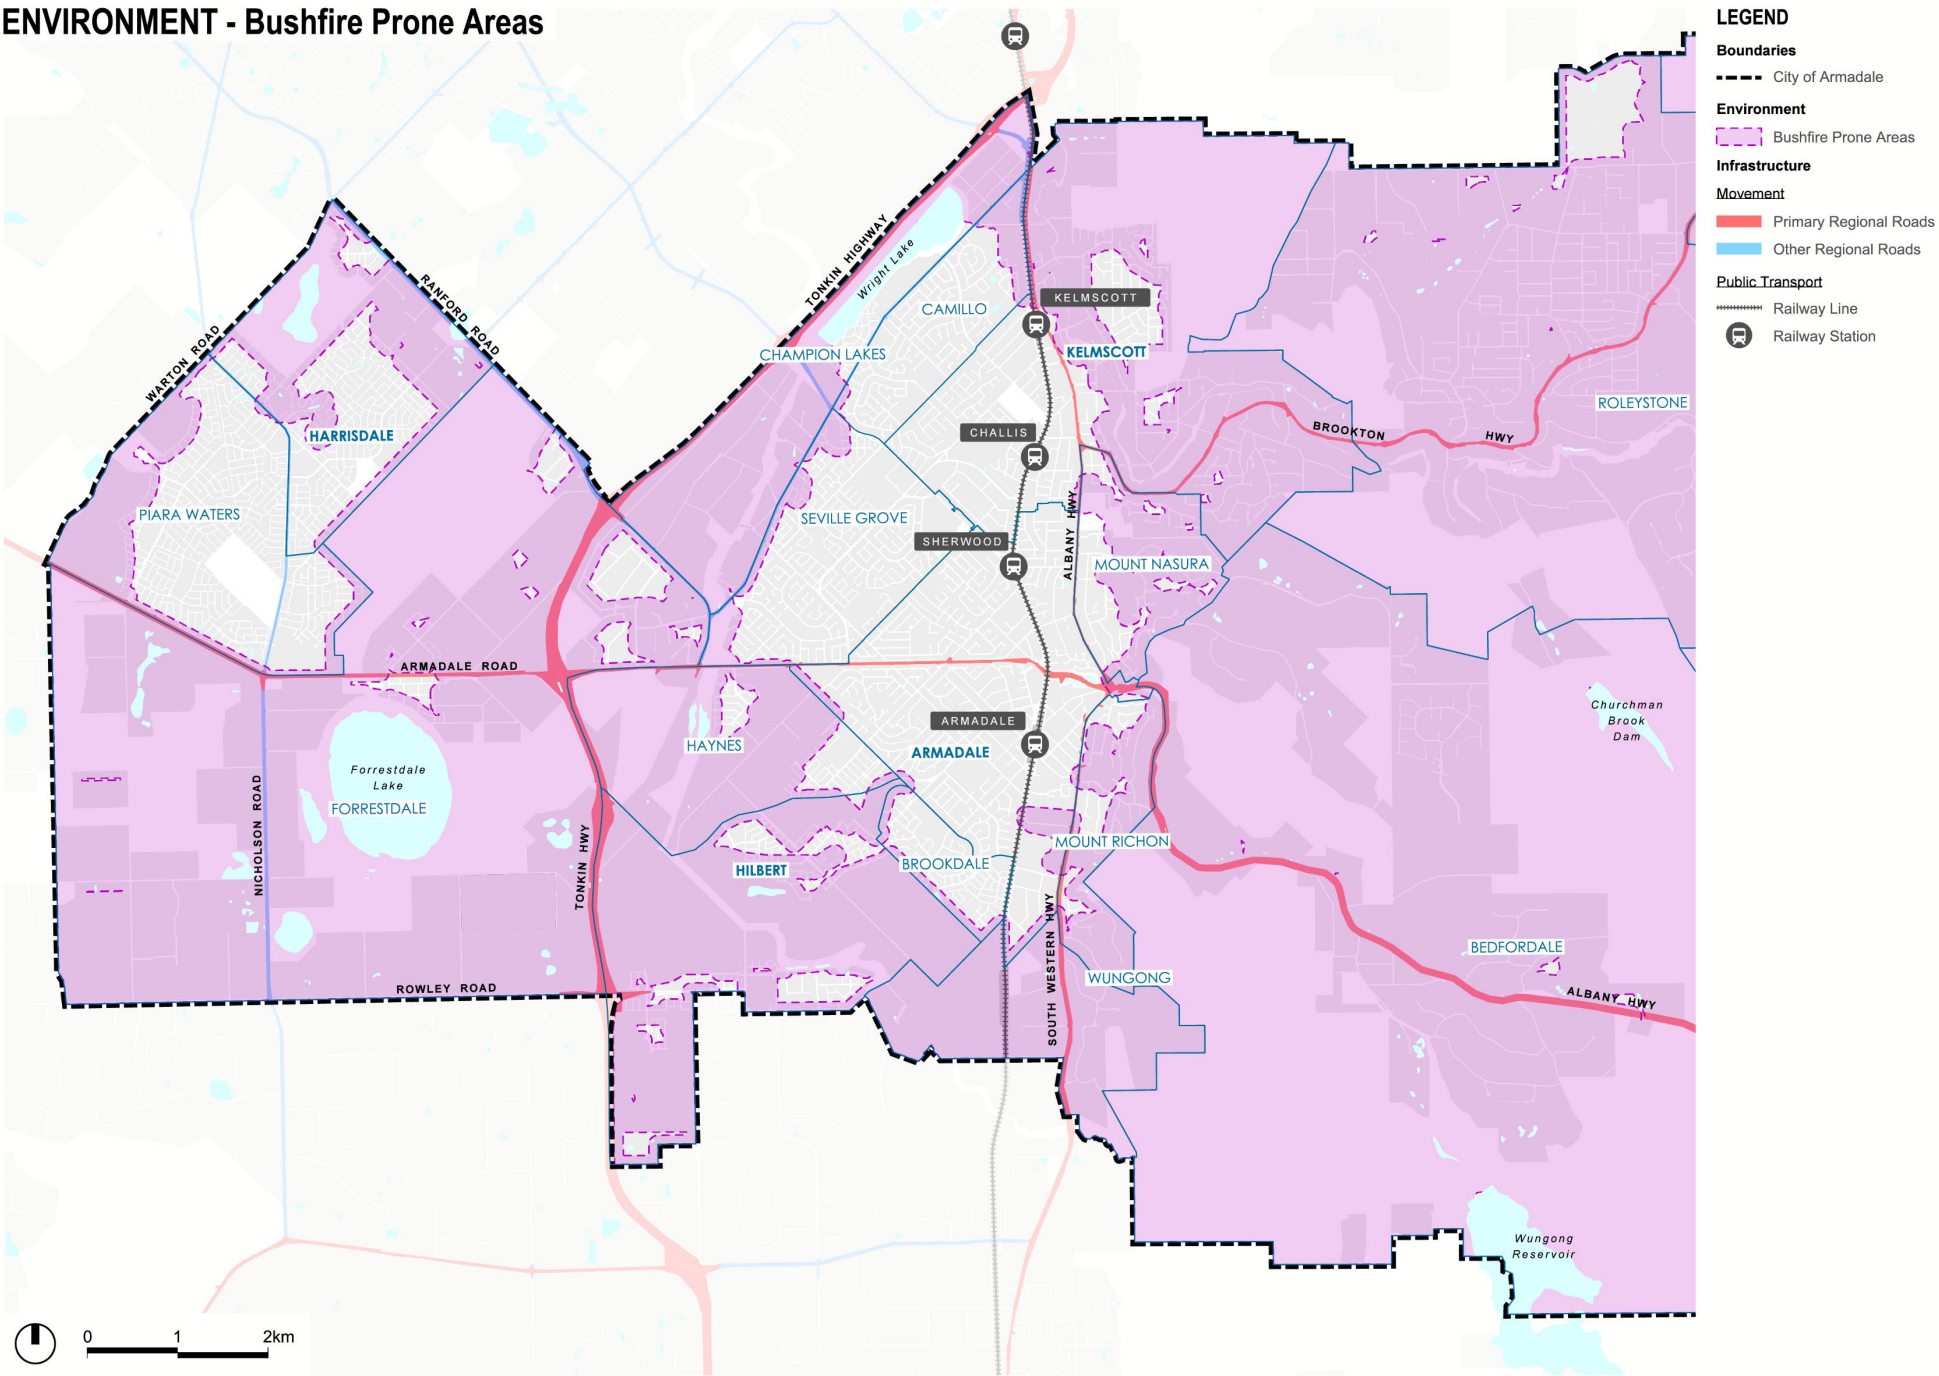 ENVIRONMENT - Bushfire Prone Areas
LEGEND
Boundaries
City of Armadale
Environment
Bushfire Prone Areas
Infrastructure
Movement
Primary Regional Roads
Other Regional Roads
Public Transport
Railway Line
Railway Station
TONKIN HIGHWAY
Wright Lake
RANFORD ROAD
WARTON ROAD
CAMILLO
KELMSCOTT
CHAMPION LAKES
KELMSCOTT
ROLEYSTONE
HARRISDALE
CHALLIS
BROOKTON
HWY
PIARA WATERS
SEVILLE GROVE
ALBANY HWY
SHERWOOD
MOUNT NASURA
ARMADALE ROAD
Churchman
Brook
Dam
ARMADALE
HAYNES
ARMADALE
Forrestdale
Lake
FORRESTDALE
NICHOLSON ROAD
TONKIN HWY
MOUNT RICHON
BROOKDALE
HILBERT
SOUTH WESTERN HWY
BEDFORDALE
WUNGONG
ROWLEY ROAD
ALBANY HWY
Wungong
Reservoir
0 1 2km